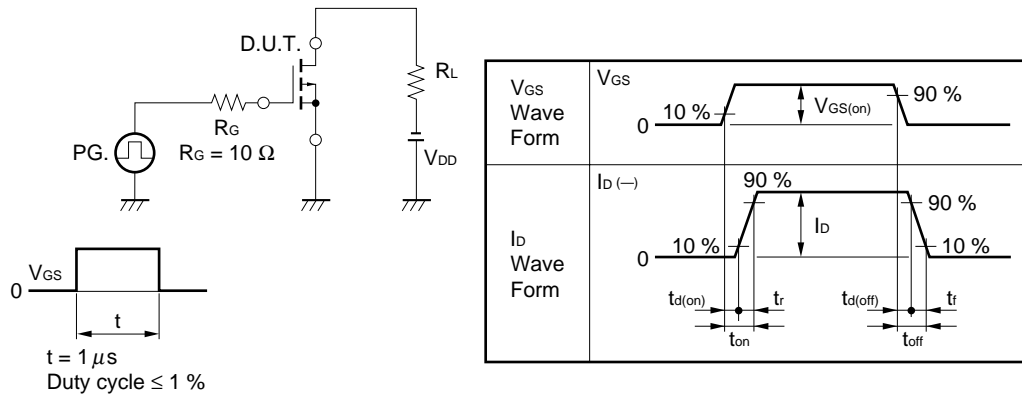 D.U.T.
RL
RG
PG.
RG = 10 Ω
VDD
VGS
0
t
t = 1 μs
Duty cycle ≤ 1 %
VGS
Wave
Form
VGS
10 %
0
VGS(on)
90 %
ID
Wave
Form
ID (—)
90 %
90 %
10 %
ID
10 %
0
td(on)
tr
td(off)
tf
ton
toff